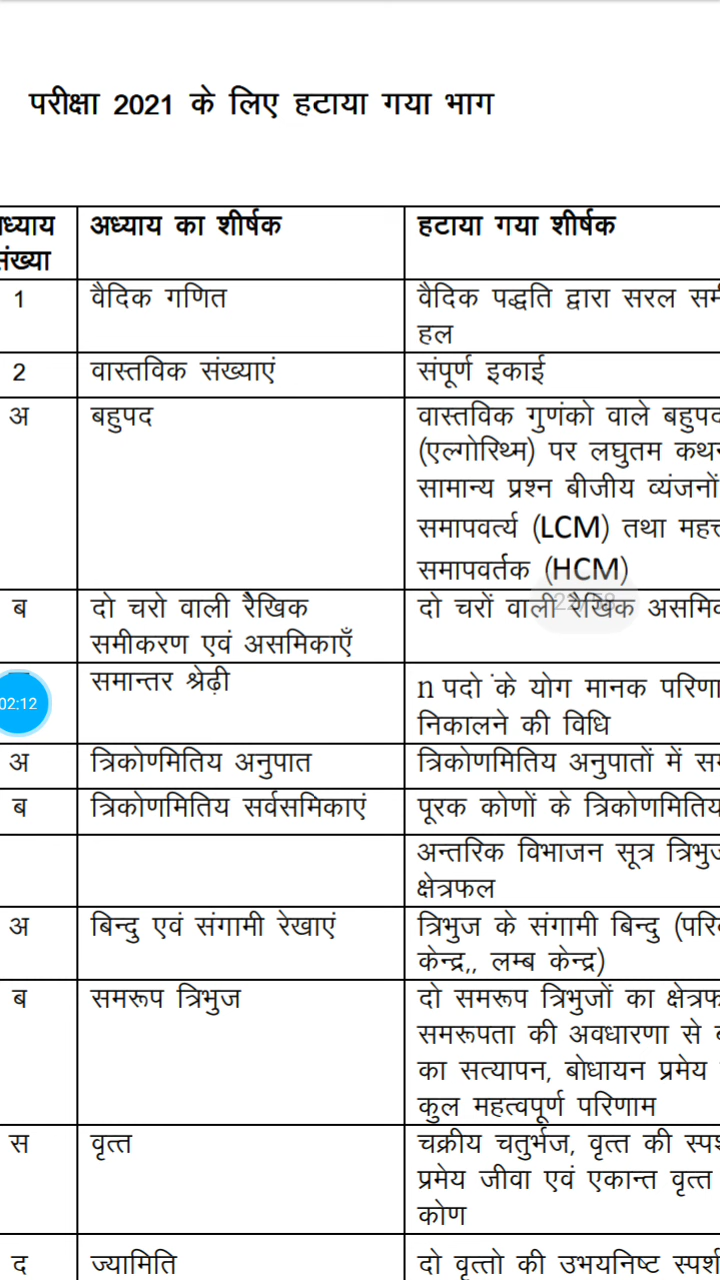 परीक्षा 2021 के लिए हटाया गया भाग
अध्याय का शीर्षक
हटाया गया शीर्षक
1
वैदिक गणित
वैदिक पद्धति द्वारा सरल
हल
2
वास्तविक संख्याएं
संपूर्ण इकाई
अ
बहुपद
वास्तविक गुणंको वाले बहुपद
(एल्गोरिथ्म) पर लघुतम
सामान्य प्रश्न बीजीय व्यंजनों
समापवर्त्य (LCM) तथा
समापवर्तक (HCM)
ब
दो चरो वाली रैखिक
समीकरण एवं असमिकाएँ
दो चरों वाली रैखिक
02:12
समान्तर श्रेढ़ी
n पदो के योग मानक
निकालने की विधि
अ
त्रिकोणमितिय अनुपात
त्रिकोणमितिय अनुपातों में
ब
त्रिकोणमितिय सर्वसमिकाएं
पूरक कोणों के त्रिकोणमितिय
अन्तरिक विभाजन सूत्र
क्षेत्रफल
अ
बिन्दु एवं संगामी रेखाएं
त्रिभुज के संगामी बिन्दु
केन्द्र,, लम्ब केन्द्र)
ब
समरूप त्रिभुज
दो समरूप त्रिभुजों का
समरूपता की अवधारणा से
का सत्यापन, बोधायन प्रमेय
कुल महत्वपूर्ण परिणाम
स
वृत्त
चक्रीय चतुर्भज, वृत्त की
प्रमेय जीवा एवं एकान्त वृत्त
कोण
द
ज्यामिति
दो वृत्तो की उभयनिष्ट